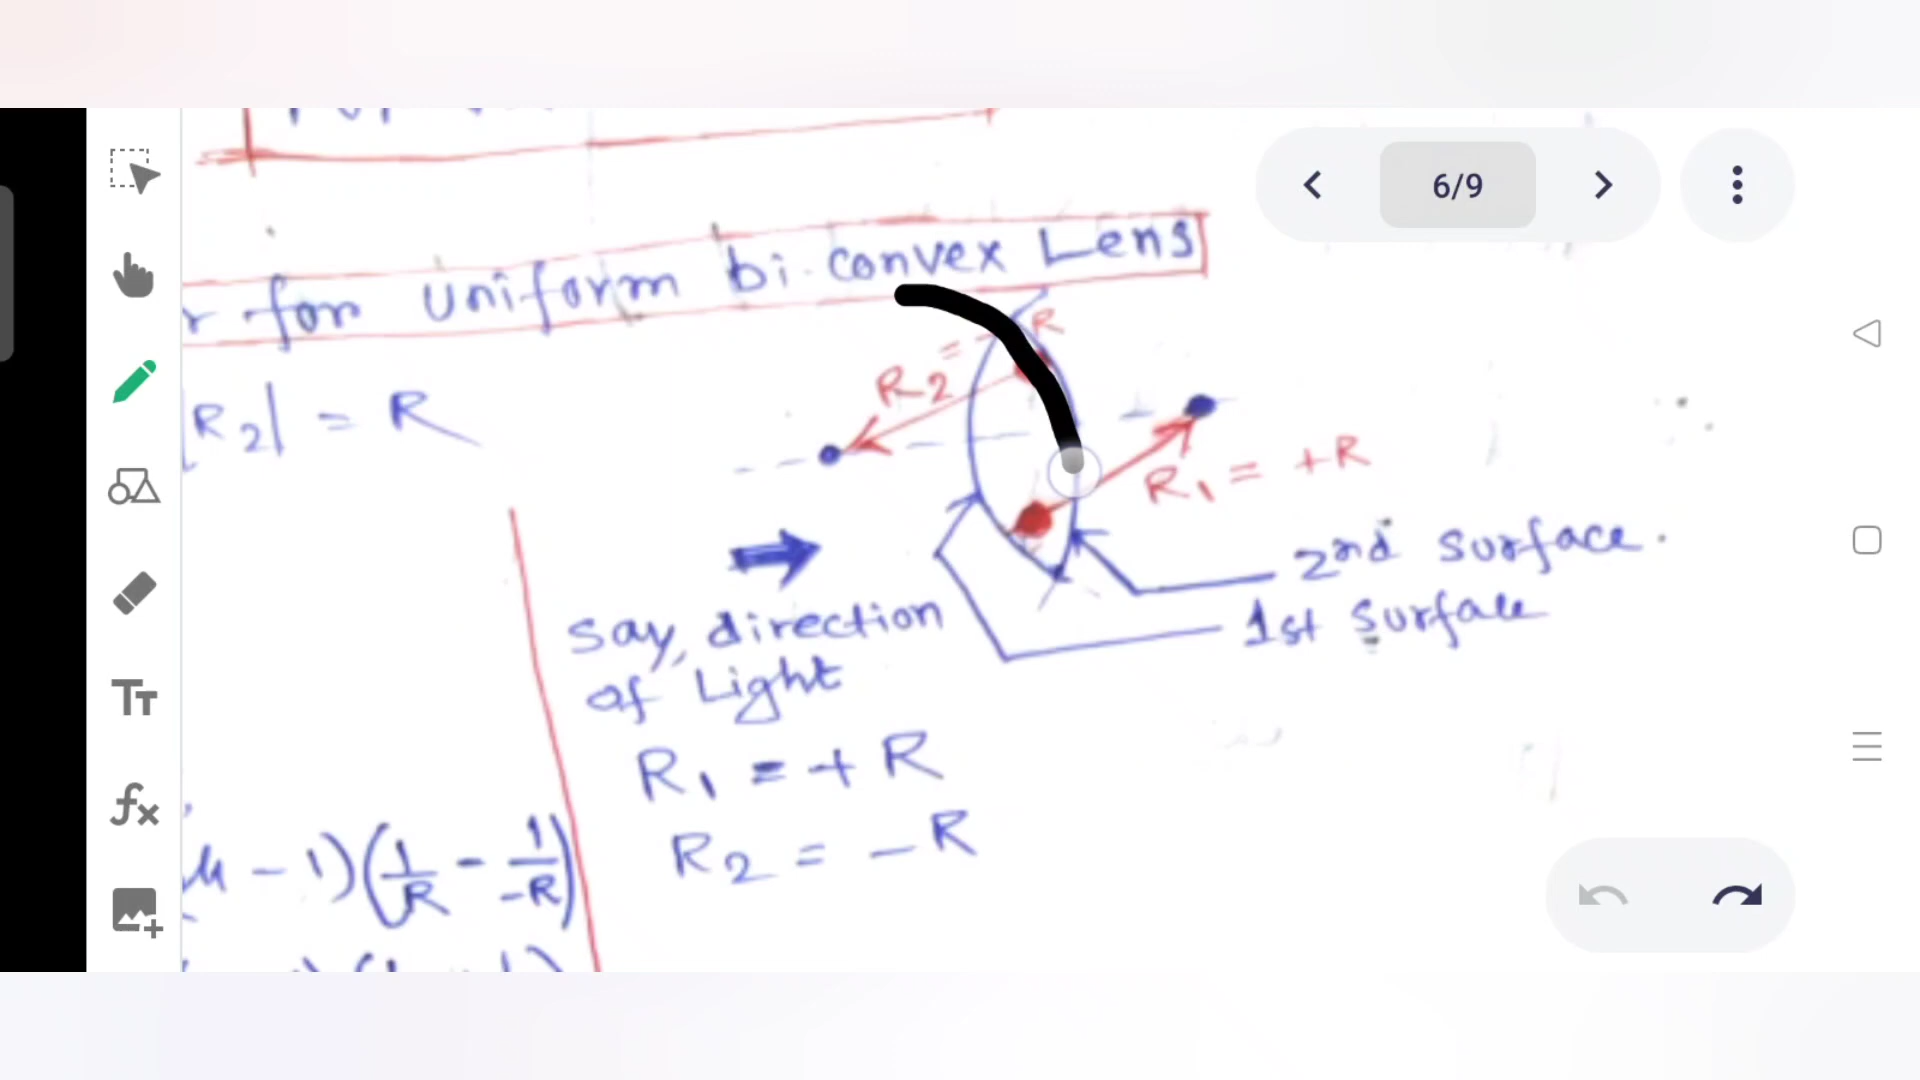 6/9
r for Uniform bi convex Lens
|R2| = R
R2 = -R
R1 = +R
2nd surface.
1st surface
Say, direction
of Light
R1 = + R
R2 = - R
μ - 1)(1/R - 1/-R)
Tт
fx